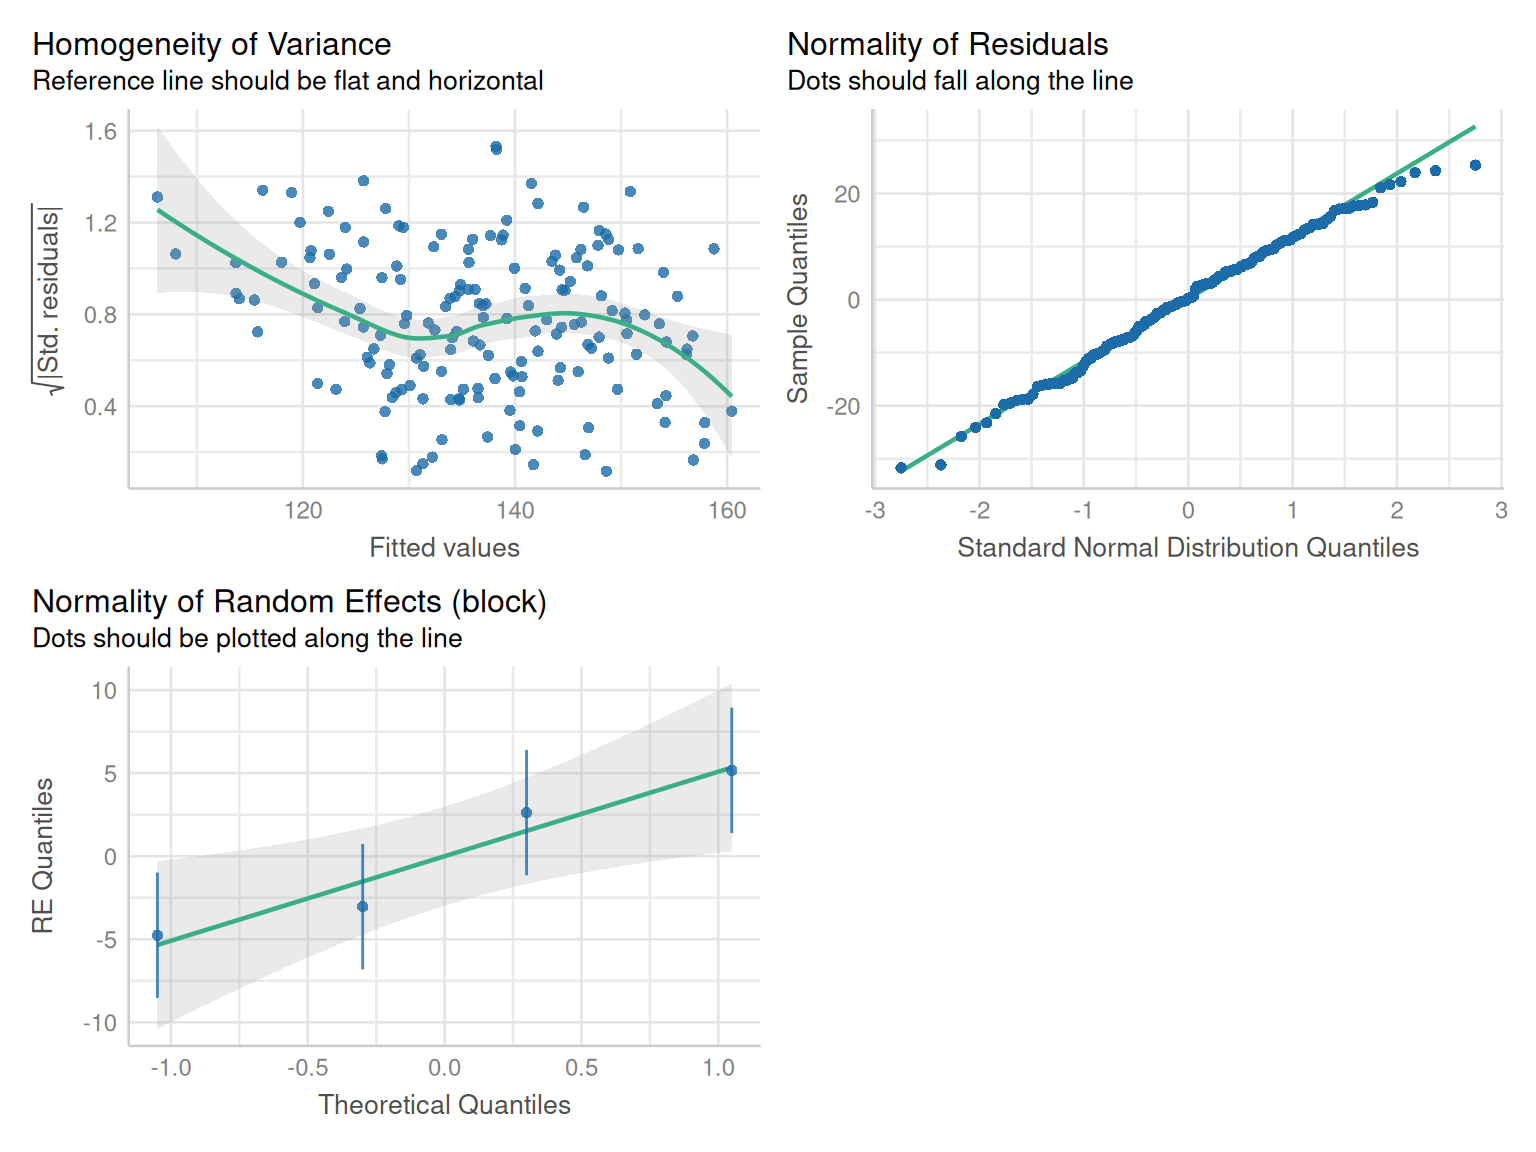 Homogeneity of Variance
Reference line should be flat and horizontal
1.6
1.2
0.8
0.4
√|Std. residuals|
120 140 160
Fitted values
Normality of Residuals
Dots should fall along the line
20
0
-20
Sample Quantiles
-3 -2 -1 0 1 2 3
Standard Normal Distribution Quantiles
Normality of Random Effects (block)
Dots should be plotted along the line
10
5
0
-5
-10
RE Quantiles
-1.0 -0.5 0.0 0.5 1.0
Theoretical Quantiles